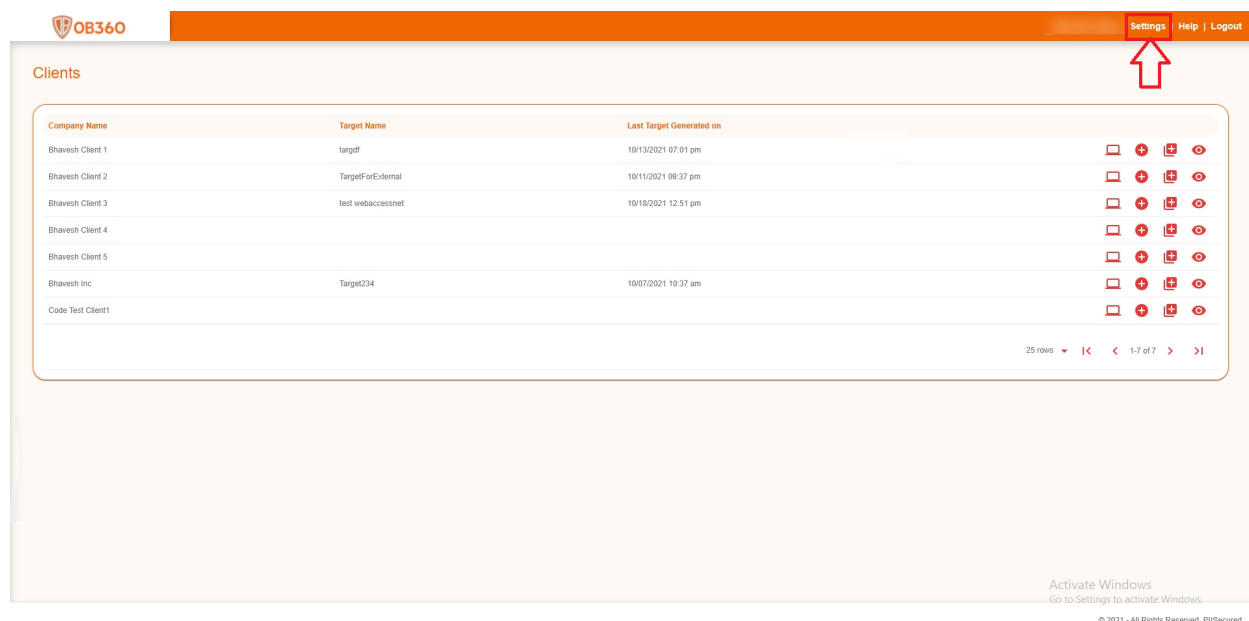 OB360
Settings | Help | Logout
Clients
Company Name Target Name Last Target Generated on
Bhavesh Client 1 targdf 10/13/2021 07:01 pm
Bhavesh Client 2 TargetForExternal 10/11/2021 09:37 pm
Bhavesh Client 3 test webaccessnet 10/18/2021 12:51 pm
Bhavesh Client 4
Bhavesh Client 5
Bhavesh Inc Target234 10/07/2021 10:37 am
Code Test Client1
25 rows 1-7 of 7
Activate Windows
Go to Settings to activate Windows.
© 2021 - All Rights Reserved, PIISecured